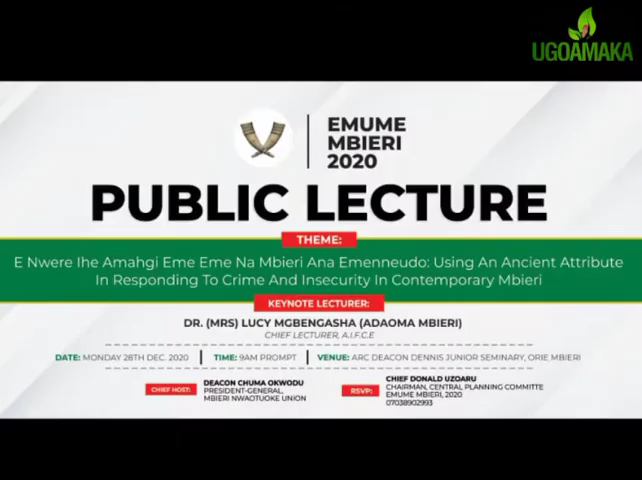 UGOAMAKA
EMUME
MBIERI
2020
PUBLIC LECTURE
THEME:
E Nwere Ihe Amahgi Eme Eme Na Mbieri Ana Emenneudo: Using An Ancient Attribute
In Responding To Crime And Insecurity In Contemporary Mbieri
KEYNOTE LECTURER:
DR. (MRS) LUCY MGBENGASHA (ADAOMA MBIERI)
CHIEF LECTURER, A.I.F.C.E
DATE: MONDAY 28TH DEC. 2020 | TIME: 9AM PROMPT | VENUE: ARC DEACON DENNIS JUNIOR SEMINARY, ORIE MBIERI
CHIEF HOST:
DEACON CHUMA OKWODU
PRESIDENT-GENERAL,
MBIERI NWAOTUOKE UNION
RSVP:
CHIEF DONALD UZOARU
CHAIRMAN, CENTRAL PLANNING COMMITTE
EMUME MBIERI, 2020
07038902993